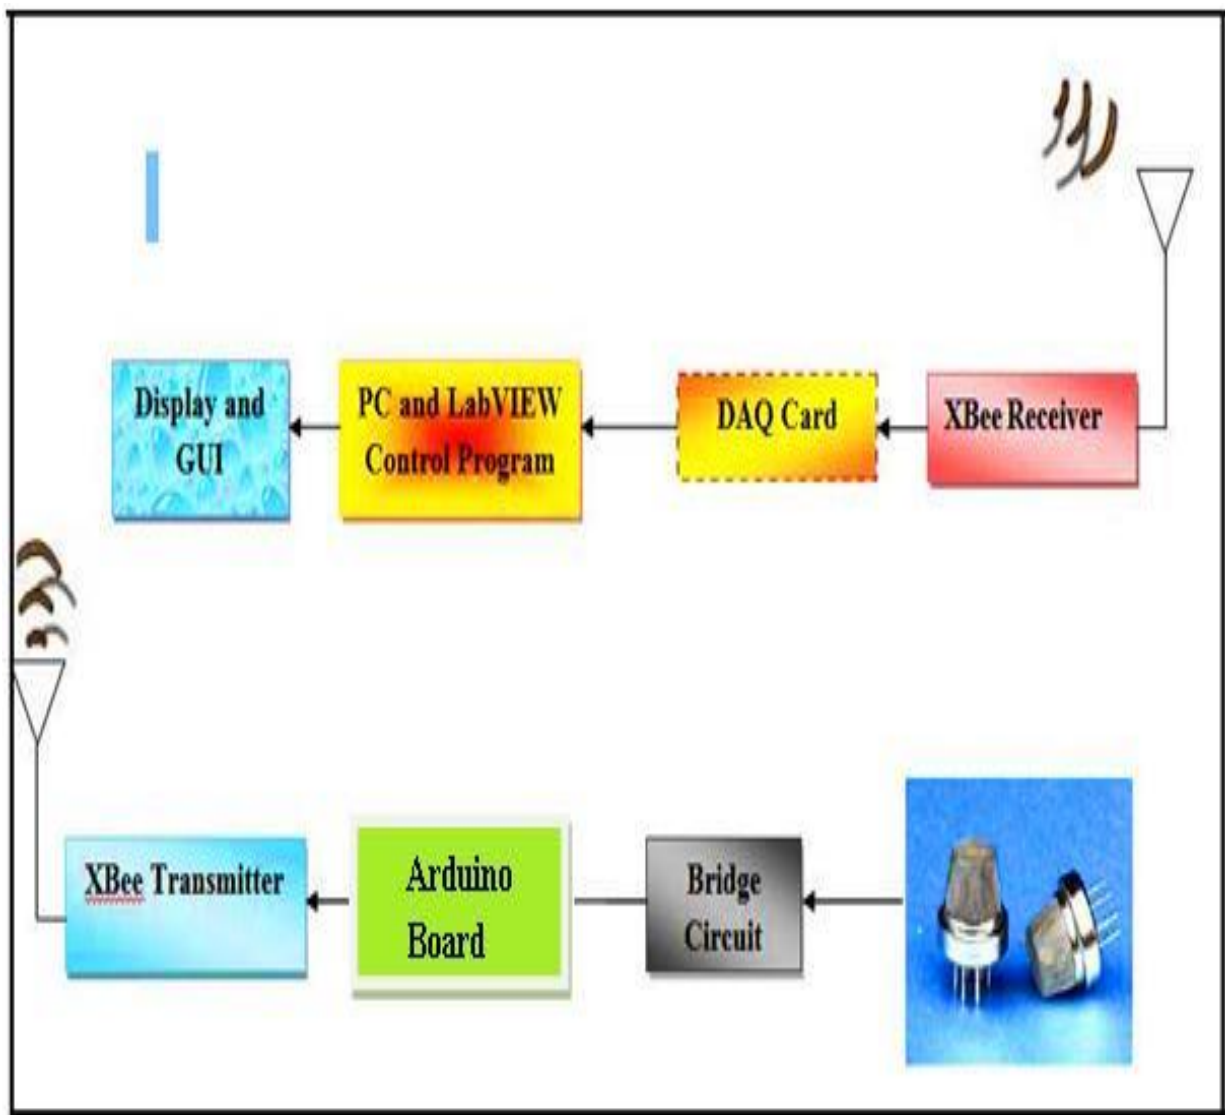 Display and
GUI
PC and LabVIEW
Control Program
DAQ Card
XBee Receiver
XBee Transmitter
Arduino
Board
Bridge
Circuit